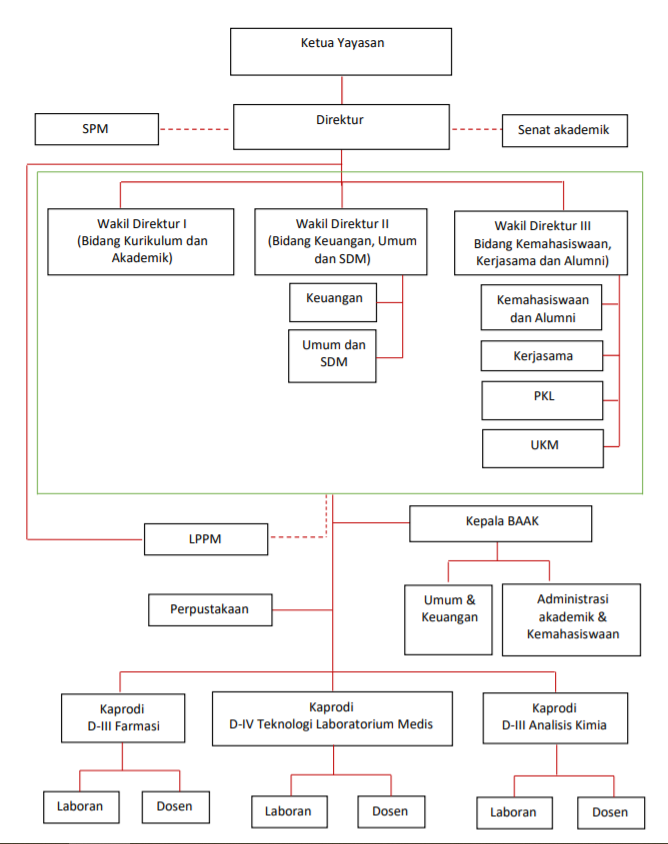 Ketua Yayasan
SPM
Direktur
Senat akademik
Wakil Direktur I
(Bidang Kurikulum dan
Akademik)
Wakil Direktur II
(Bidang Keuangan, Umum
dan SDM)
Wakil Direktur III
Bidang Kemahasiswaan,
Kerjasama dan Alumni)
Keuangan
Umum dan
SDM
Kemahasiswaan
dan Alumni
Kerjasama
PKL
UKM
LPPM
Kepala BAAK
Perpustakaan
Umum &
Keuangan
Administrasi
akademik &
Kemahasiswaan
Kaprodi
D-III Farmasi
Kaprodi
D-IV Teknologi Laboratorium Medis
Kaprodi
D-III Analisis Kimia
Laboran
Dosen
Laboran
Dosen
Laboran
Dosen